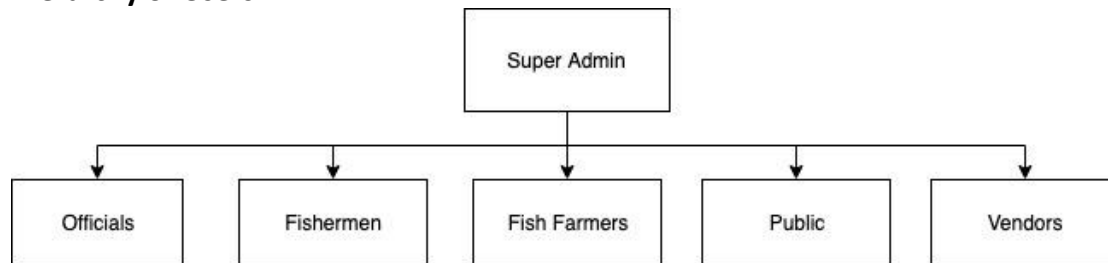 Super Admin
Officials
Fishermen
Fish Farmers
Public
Vendors